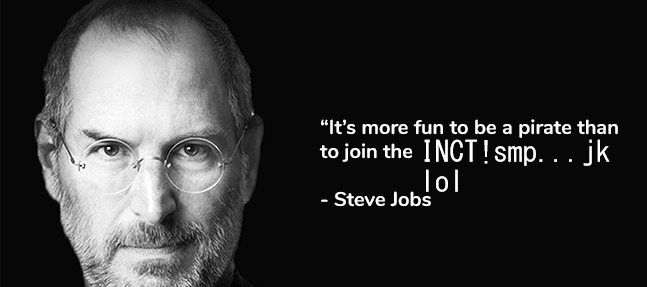 “It’s more fun to be a pirate than
to join the INCT!smp...jk
lol
- Steve Jobs